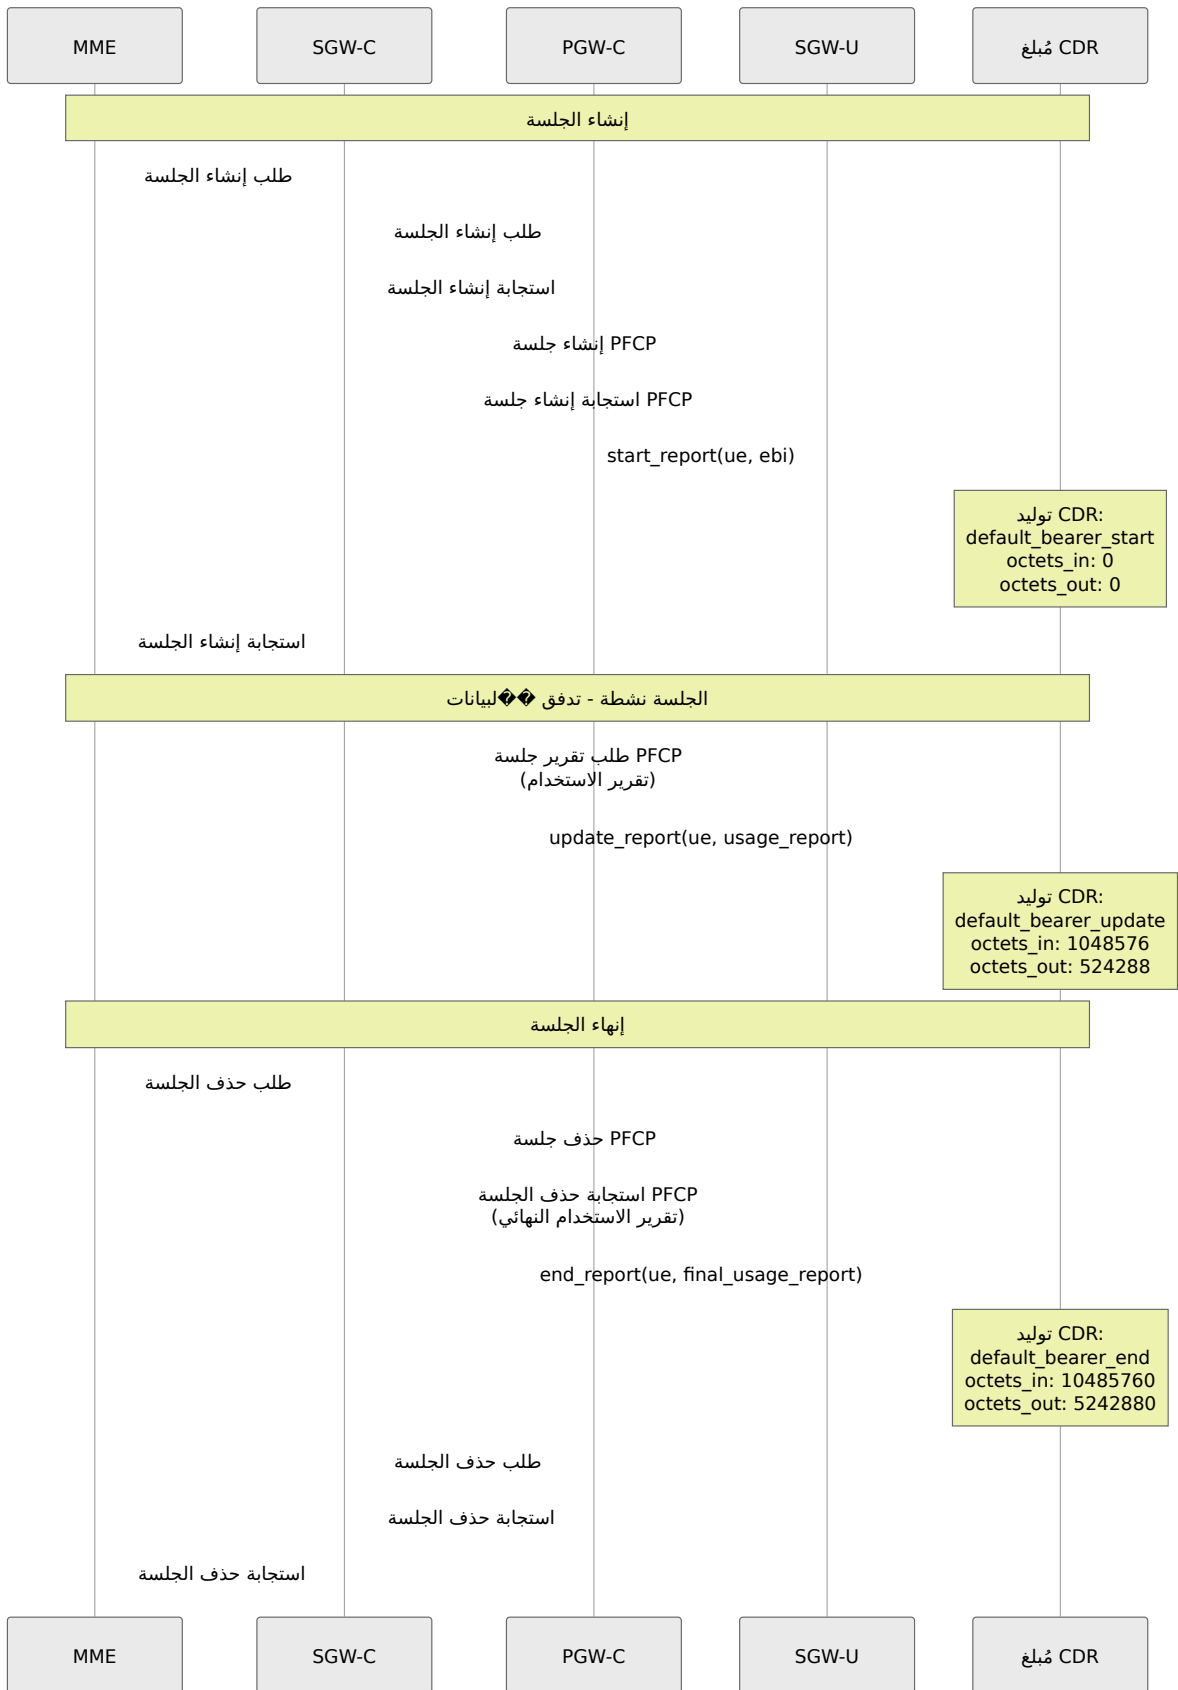 MME
SGW-C
PGW-C
SGW-U
مُبلغ CDR
إنشاء الجلسة
طلب إنشاء الجلسة
طلب إنشاء الجلسة
استجابة إنشاء الجلسة
إنشاء جلسة PFCP
استجابة إنشاء جلسة PFCP
start_report(ue, ebi)
توليد CDR:
default_bearer_start
octets_in: 0
octets_out: 0
استجابة إنشاء الجلسة
الجلسة نشطة - تدفق ��لبيانات
طلب تقرير جلسة PFCP
(تقرير الاستخدام)
update_report(ue, usage_report)
توليد CDR:
default_bearer_update
octets_in: 1048576
octets_out: 524288
إنهاء الجلسة
طلب حذف الجلسة
حذف جلسة PFCP
استجابة حذف الجلسة PFCP
(تقرير الاستخدام النهائي)
end_report(ue, final_usage_report)
توليد CDR:
default_bearer_end
octets_in: 10485760
octets_out: 5242880
طلب حذف الجلسة
استجابة حذف الجلسة
استجابة حذف الجلسة
MME
SGW-C
PGW-C
SGW-U
مُبلغ CDR